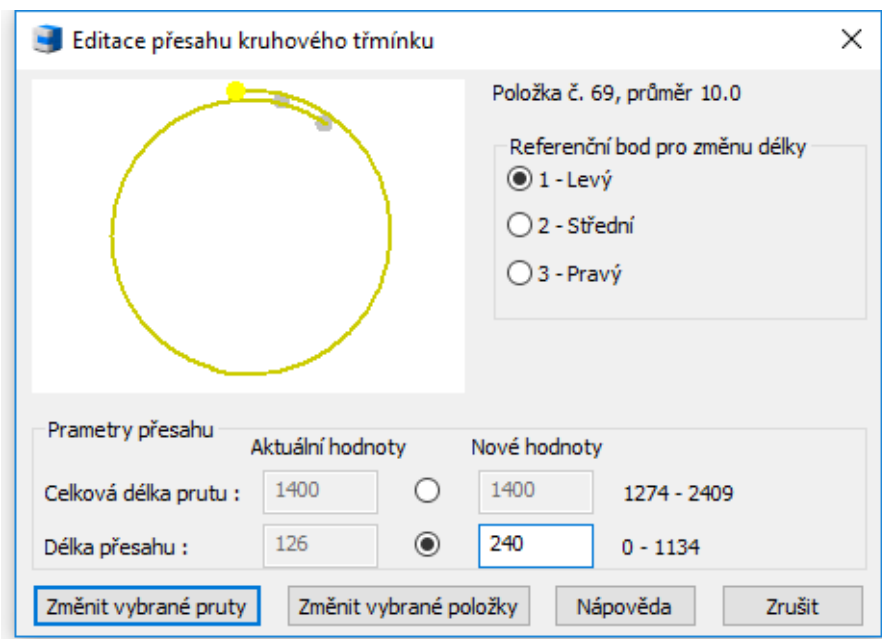 Editace přesahu kruhového třmínku
Položka č. 69, průměr 10.0
Referenční bod pro změnu délky
1 - Levý
2 - Střední
3 - Pravý
Prametry přesahu
Aktuální hodnoty Nové hodnoty
Celková délka prutu : 1400 1400 1274 - 2409
Délka přesahu : 126 240 0 - 1134
Změnit vybrané pruty Změnit vybrané položky Nápověda Zrušit